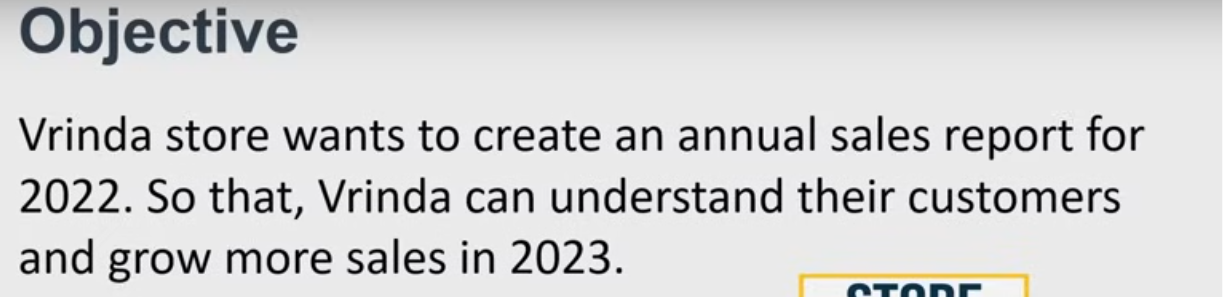 Objective
Vrinda store wants to create an annual sales report for
2022. So that, Vrinda can understand their customers
and grow more sales in 2023.
STORE